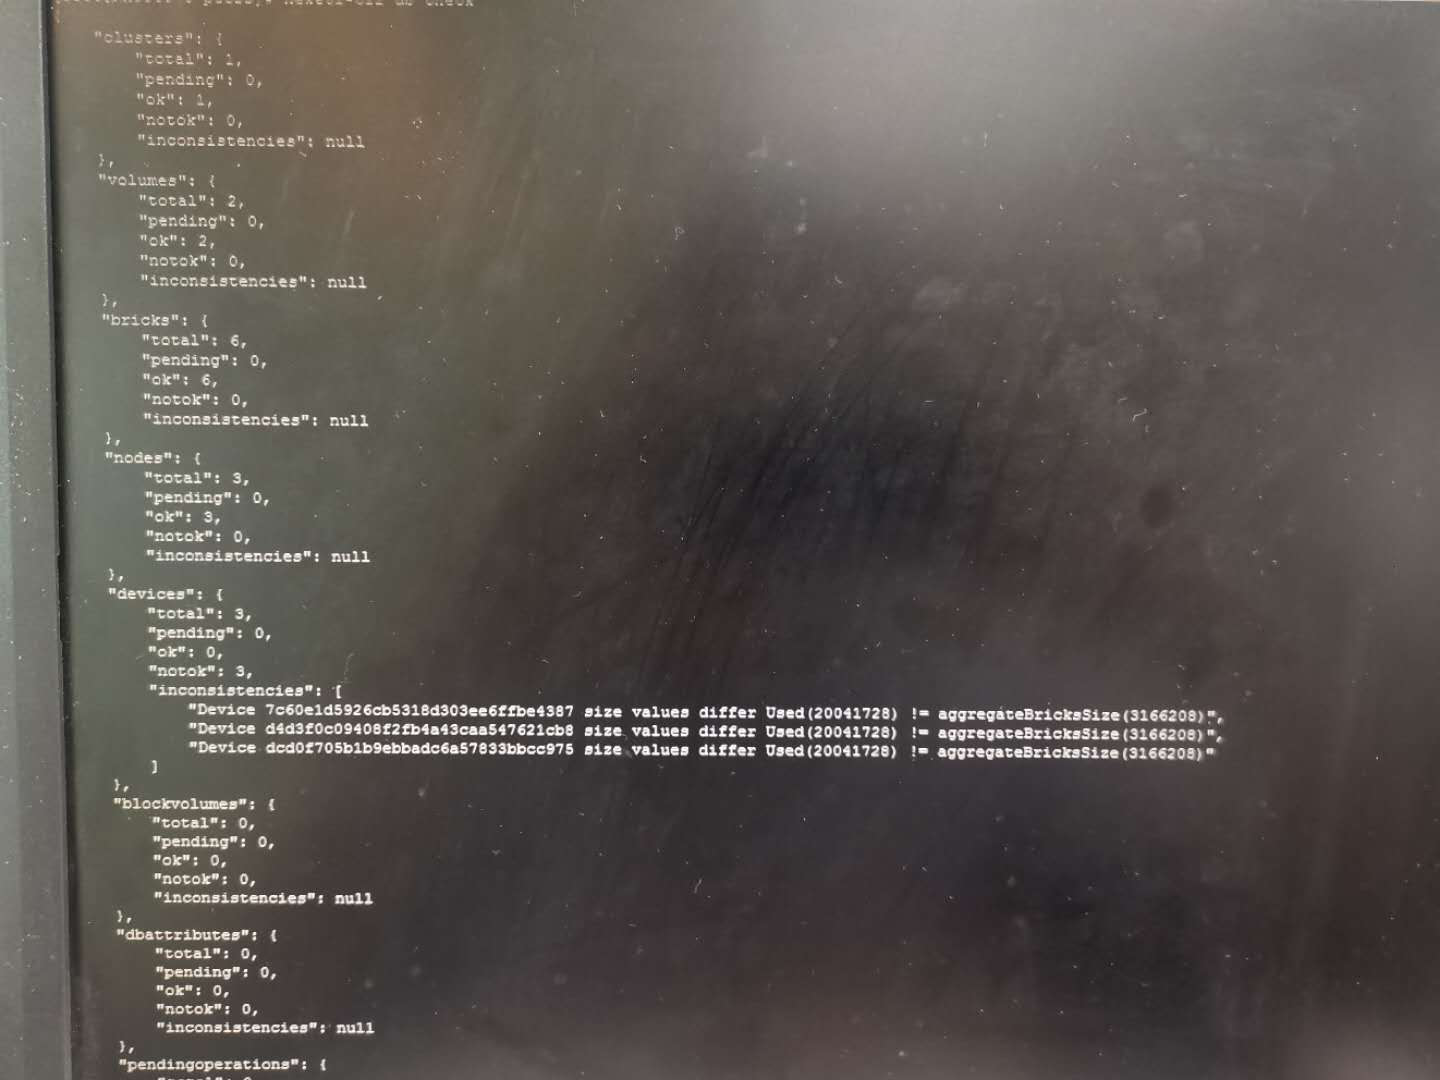 db check
"clusters": {
"total": 1,
"pending": 0,
"ok": 1,
"notok": 0,
"inconsistencies": null
},
"volumes": {
"total": 2,
"pending": 0,
"ok": 2,
"notok": 0,
"inconsistencies": null
},
"bricks": {
"total": 6,
"pending": 0,
"ok": 6,
"notok": 0,
"inconsistencies": null
},
"nodes": {
"total": 3,
"pending": 0,
"ok": 3,
"notok": 0,
"inconsistencies": null
},
"devices": {
"total": 3,
"pending": 0,
"ok": 0,
"notok": 3,
"inconsistencies": [
"Device 7c60e1d5926cb5318d303ee6ffbe4387 size values differ Used(20041728) != aggregateBricksSize(3166208)",
"Device d4d3f0c09408f2fb4a43caa547621cb8 size values differ Used(20041728) != aggregateBricksSize(3166208)",
"Device dcd0f705b1b9ebbadc6a57833bbcc975 size values differ Used(20041728) != aggregateBricksSize(3166208)"
]
},
"blockvolumes": {
"total": 0,
"pending": 0,
"ok": 0,
"notok": 0,
"inconsistencies": null
},
"dbattributes": {
"total": 0,
"pending": 0,
"ok": 0,
"notok": 0,
"inconsistencies": null
},
"pendingoperations": {